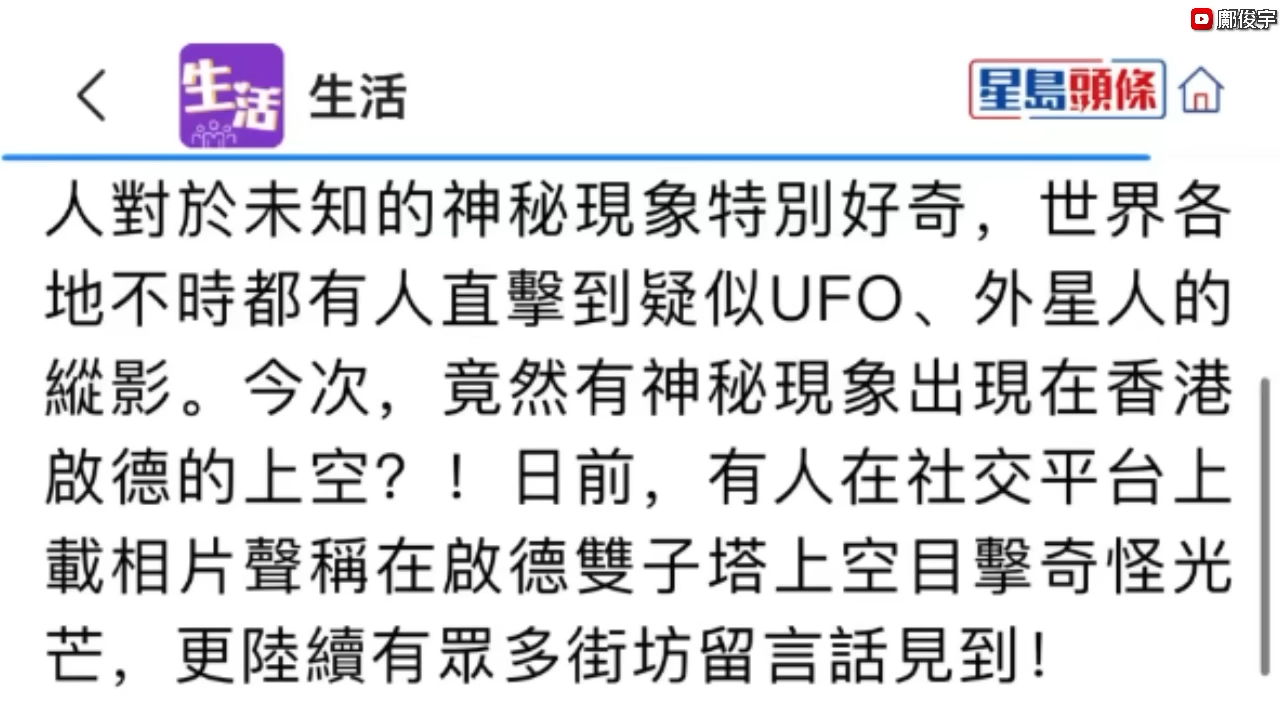 鄺俊宇
生活
生活
星島頭條
人對於未知的神秘現象特別好奇，世界各
地不時都有人直擊到疑似UFO、外星人的
縱影。今次，竟然有神秘現象出現在香港
啟德的上空？！日前，有人在社交平台上
載相片聲稱在啟德雙子塔上空目擊奇怪光
芒，更陸續有眾多街坊留言話見到！